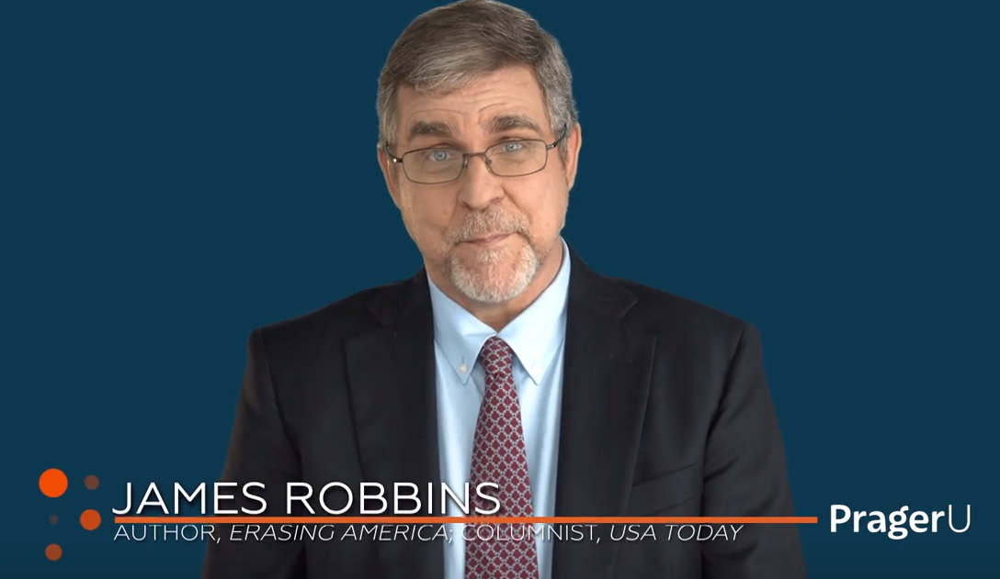 JAMES ROBBINS
AUTHOR, ERASING AMERICA; COLUMNIST, USA TODAY
PragerU